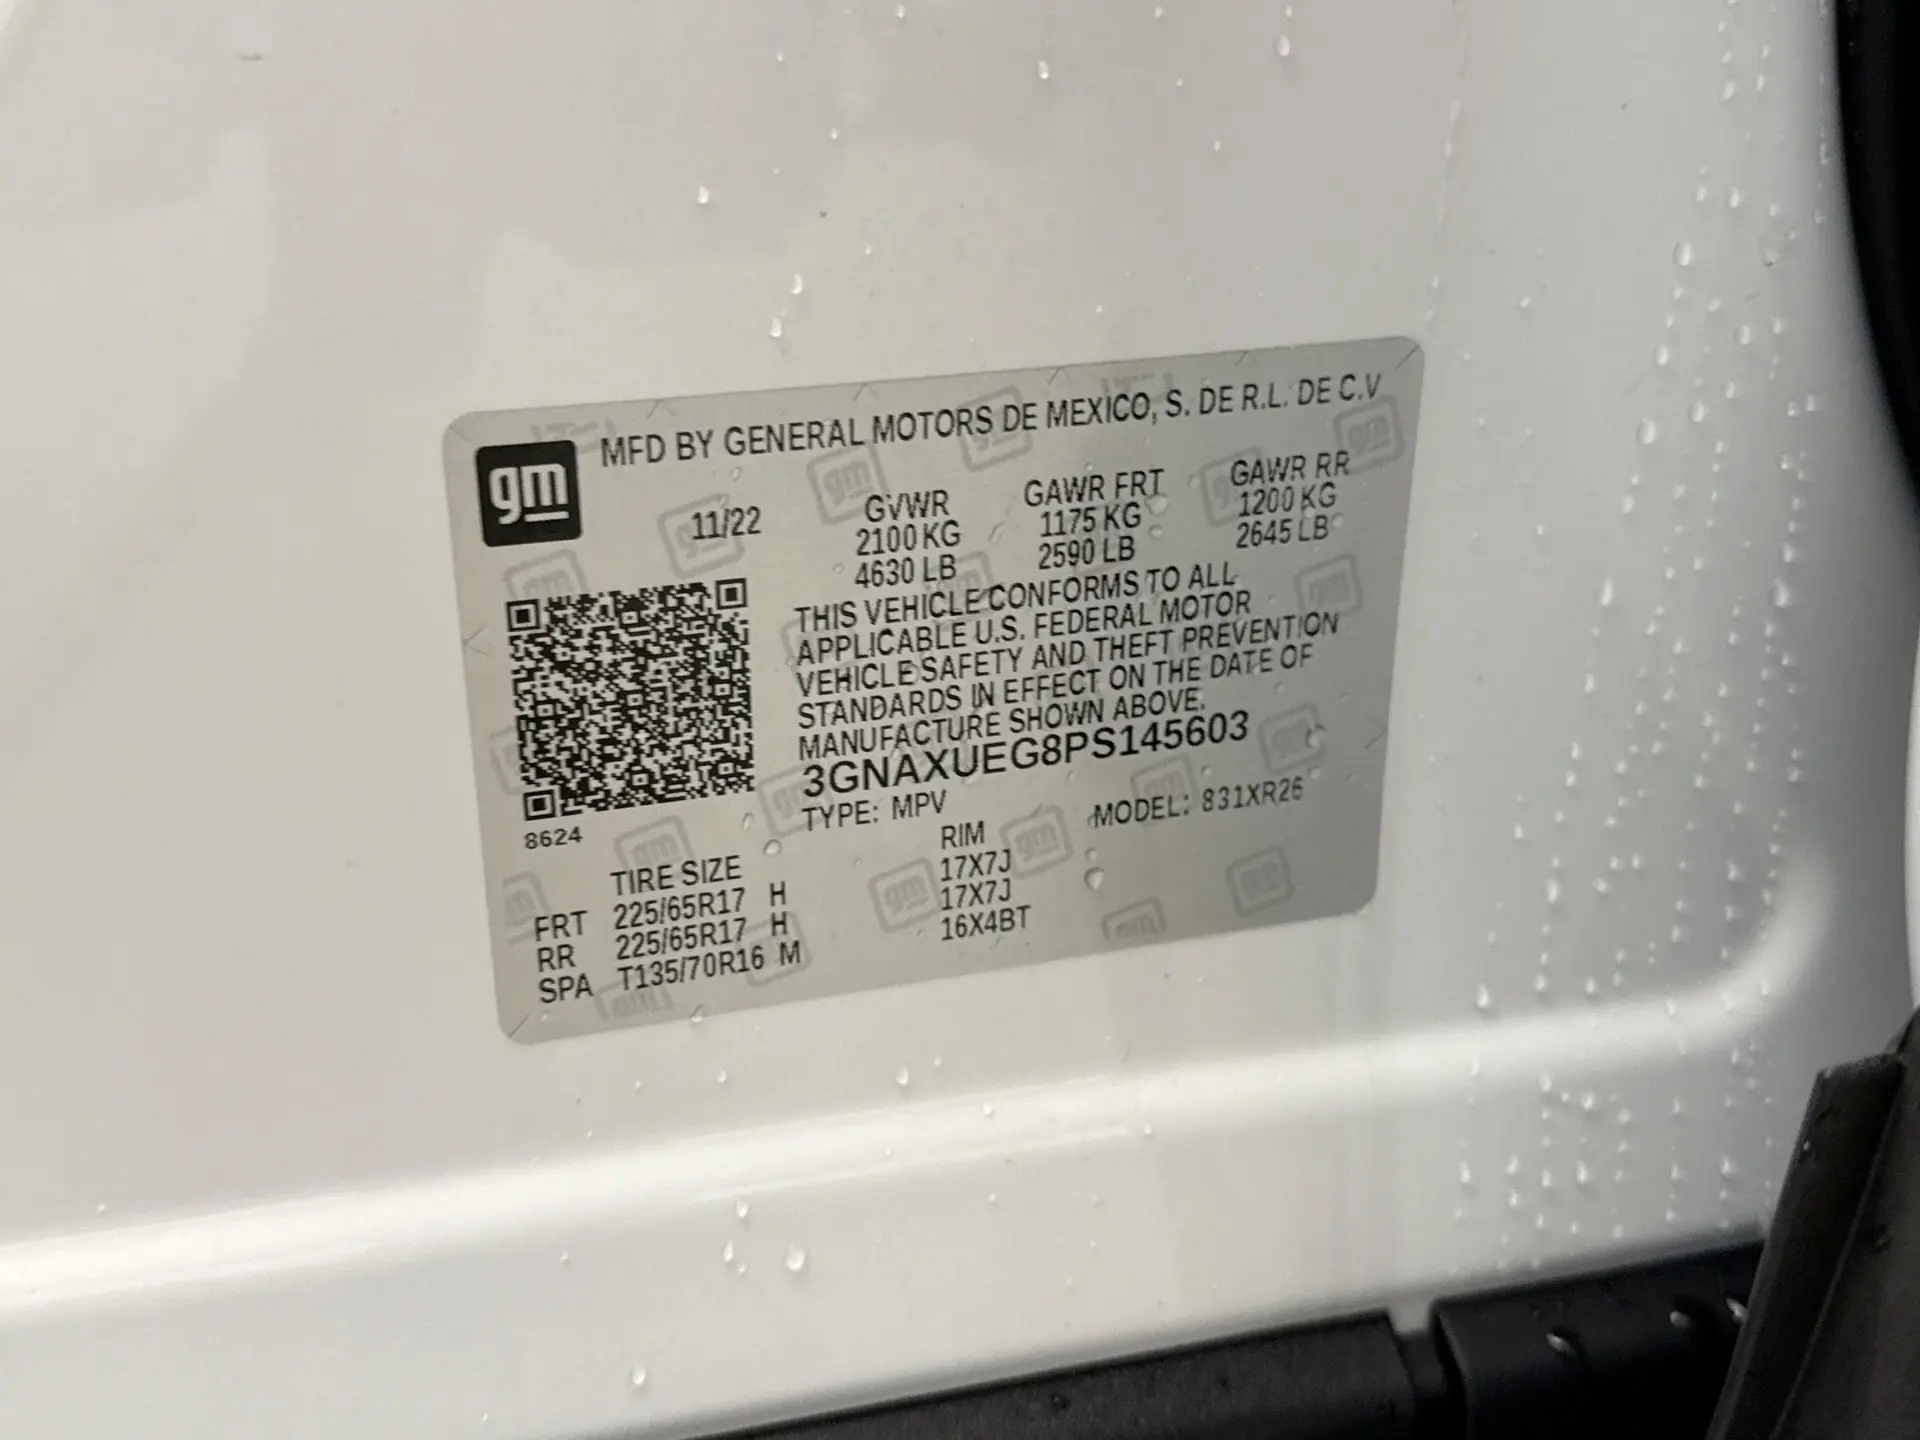 gm MFD BY GENERAL MOTORS DE MEXICO, S. DE R.L. DE C.V
11/22 GVWR GAWR FRT GAWR RR
2100 KG 1175 KG 1200 KG
4630 LB 2590 LB 2645 LB
THIS VEHICLE CONFORMS TO ALL
APPLICABLE U.S. FEDERAL MOTOR
VEHICLE SAFETY AND THEFT PREVENTION
STANDARDS IN EFFECT ON THE DATE OF
MANUFACTURE SHOWN ABOVE.
3GNAXUEG8PS145603
TYPE: MPV MODEL: 831XR26
8624
TIRE SIZE RIM
FRT 225/65R17 H 17X7J
RR 225/65R17 H 17X7J
SPA T135/70R16 M 16X4BT